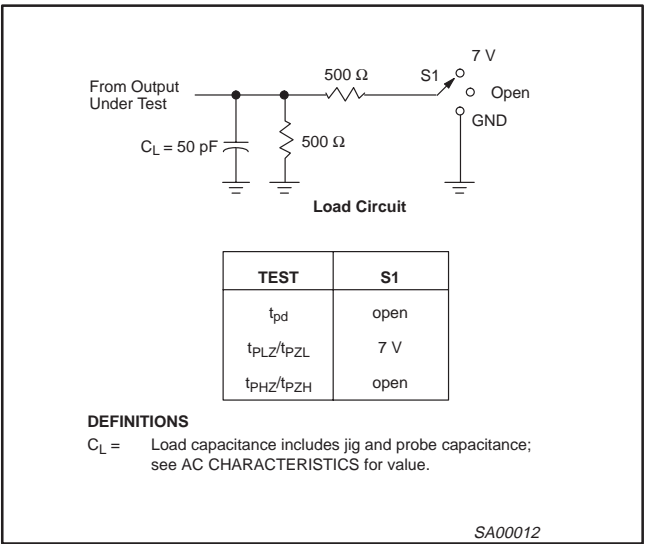 7 V
500 Ω
S1
From Output
Under Test
Open
GND
C_L = 50 pF
500 Ω
Load Circuit
TEST S1
t_pd open
t_PLZ/t_PZL 7 V
t_PHZ/t_PZH open
DEFINITIONS
C_L = Load capacitance includes jig and probe capacitance;
see AC CHARACTERISTICS for value.
SA00012